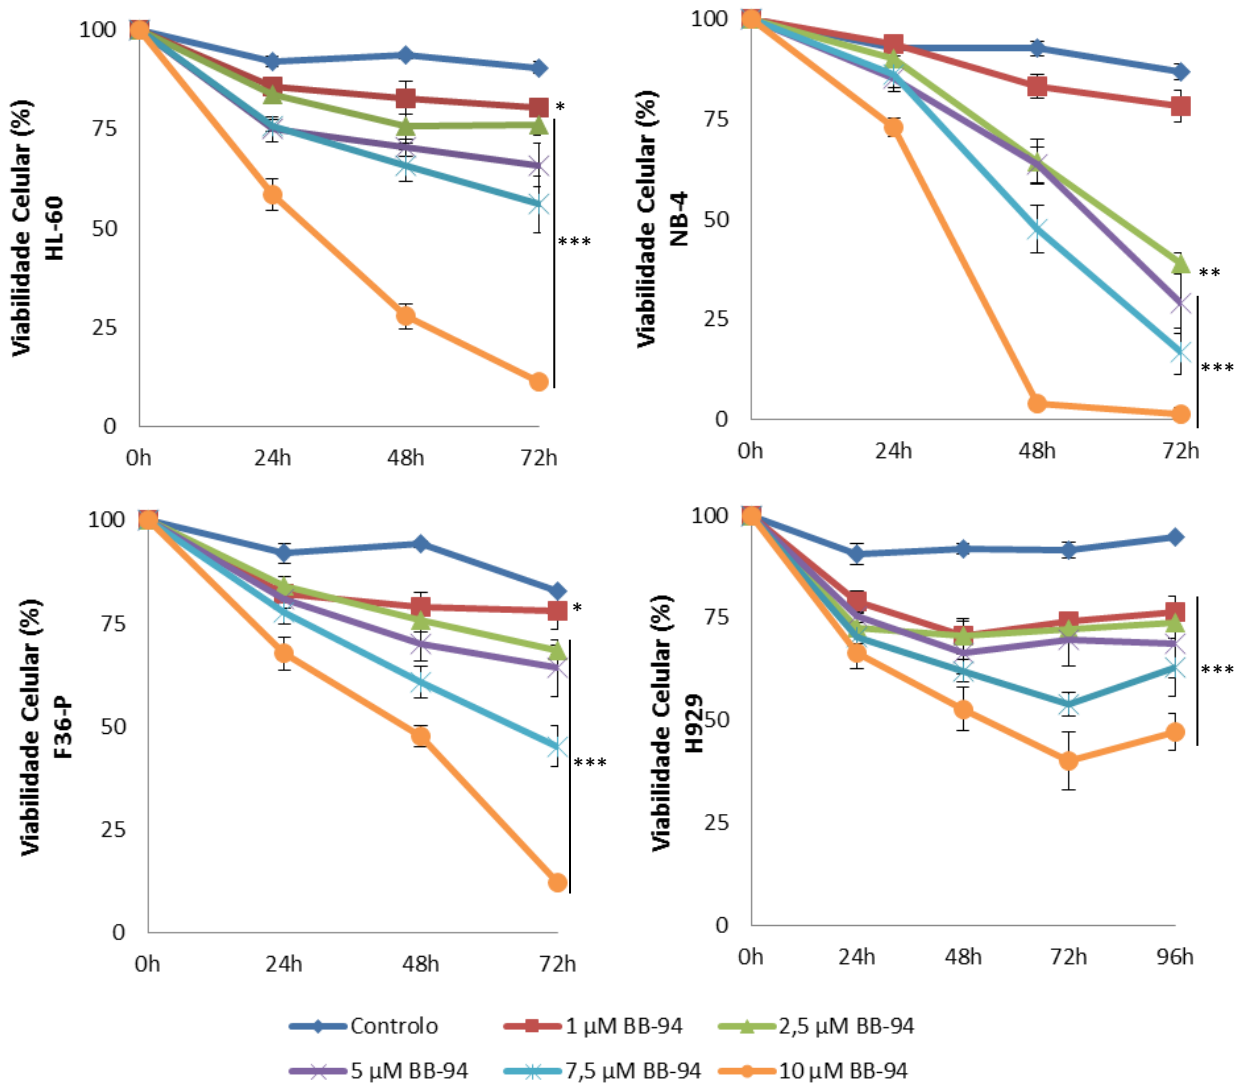 Viabilidade Celular (%)
HL-60
100
75
50
25
0
0h 24h 48h 72h
*
***
Viabilidade Celular (%)
NB-4
100
75
50
25
0
0h 24h 48h 72h
**
***
Viabilidade Celular (%)
F36-P
100
75
50
25
0
0h 24h 48h 72h
*
***
Viabilidade Celular (%)
H929
100
75
50
25
0
0h 24h 48h 72h 96h
***
Controlo 1 µM BB-94 2,5 µM BB-94
5 µM BB-94 7,5 µM BB-94 10 µM BB-94